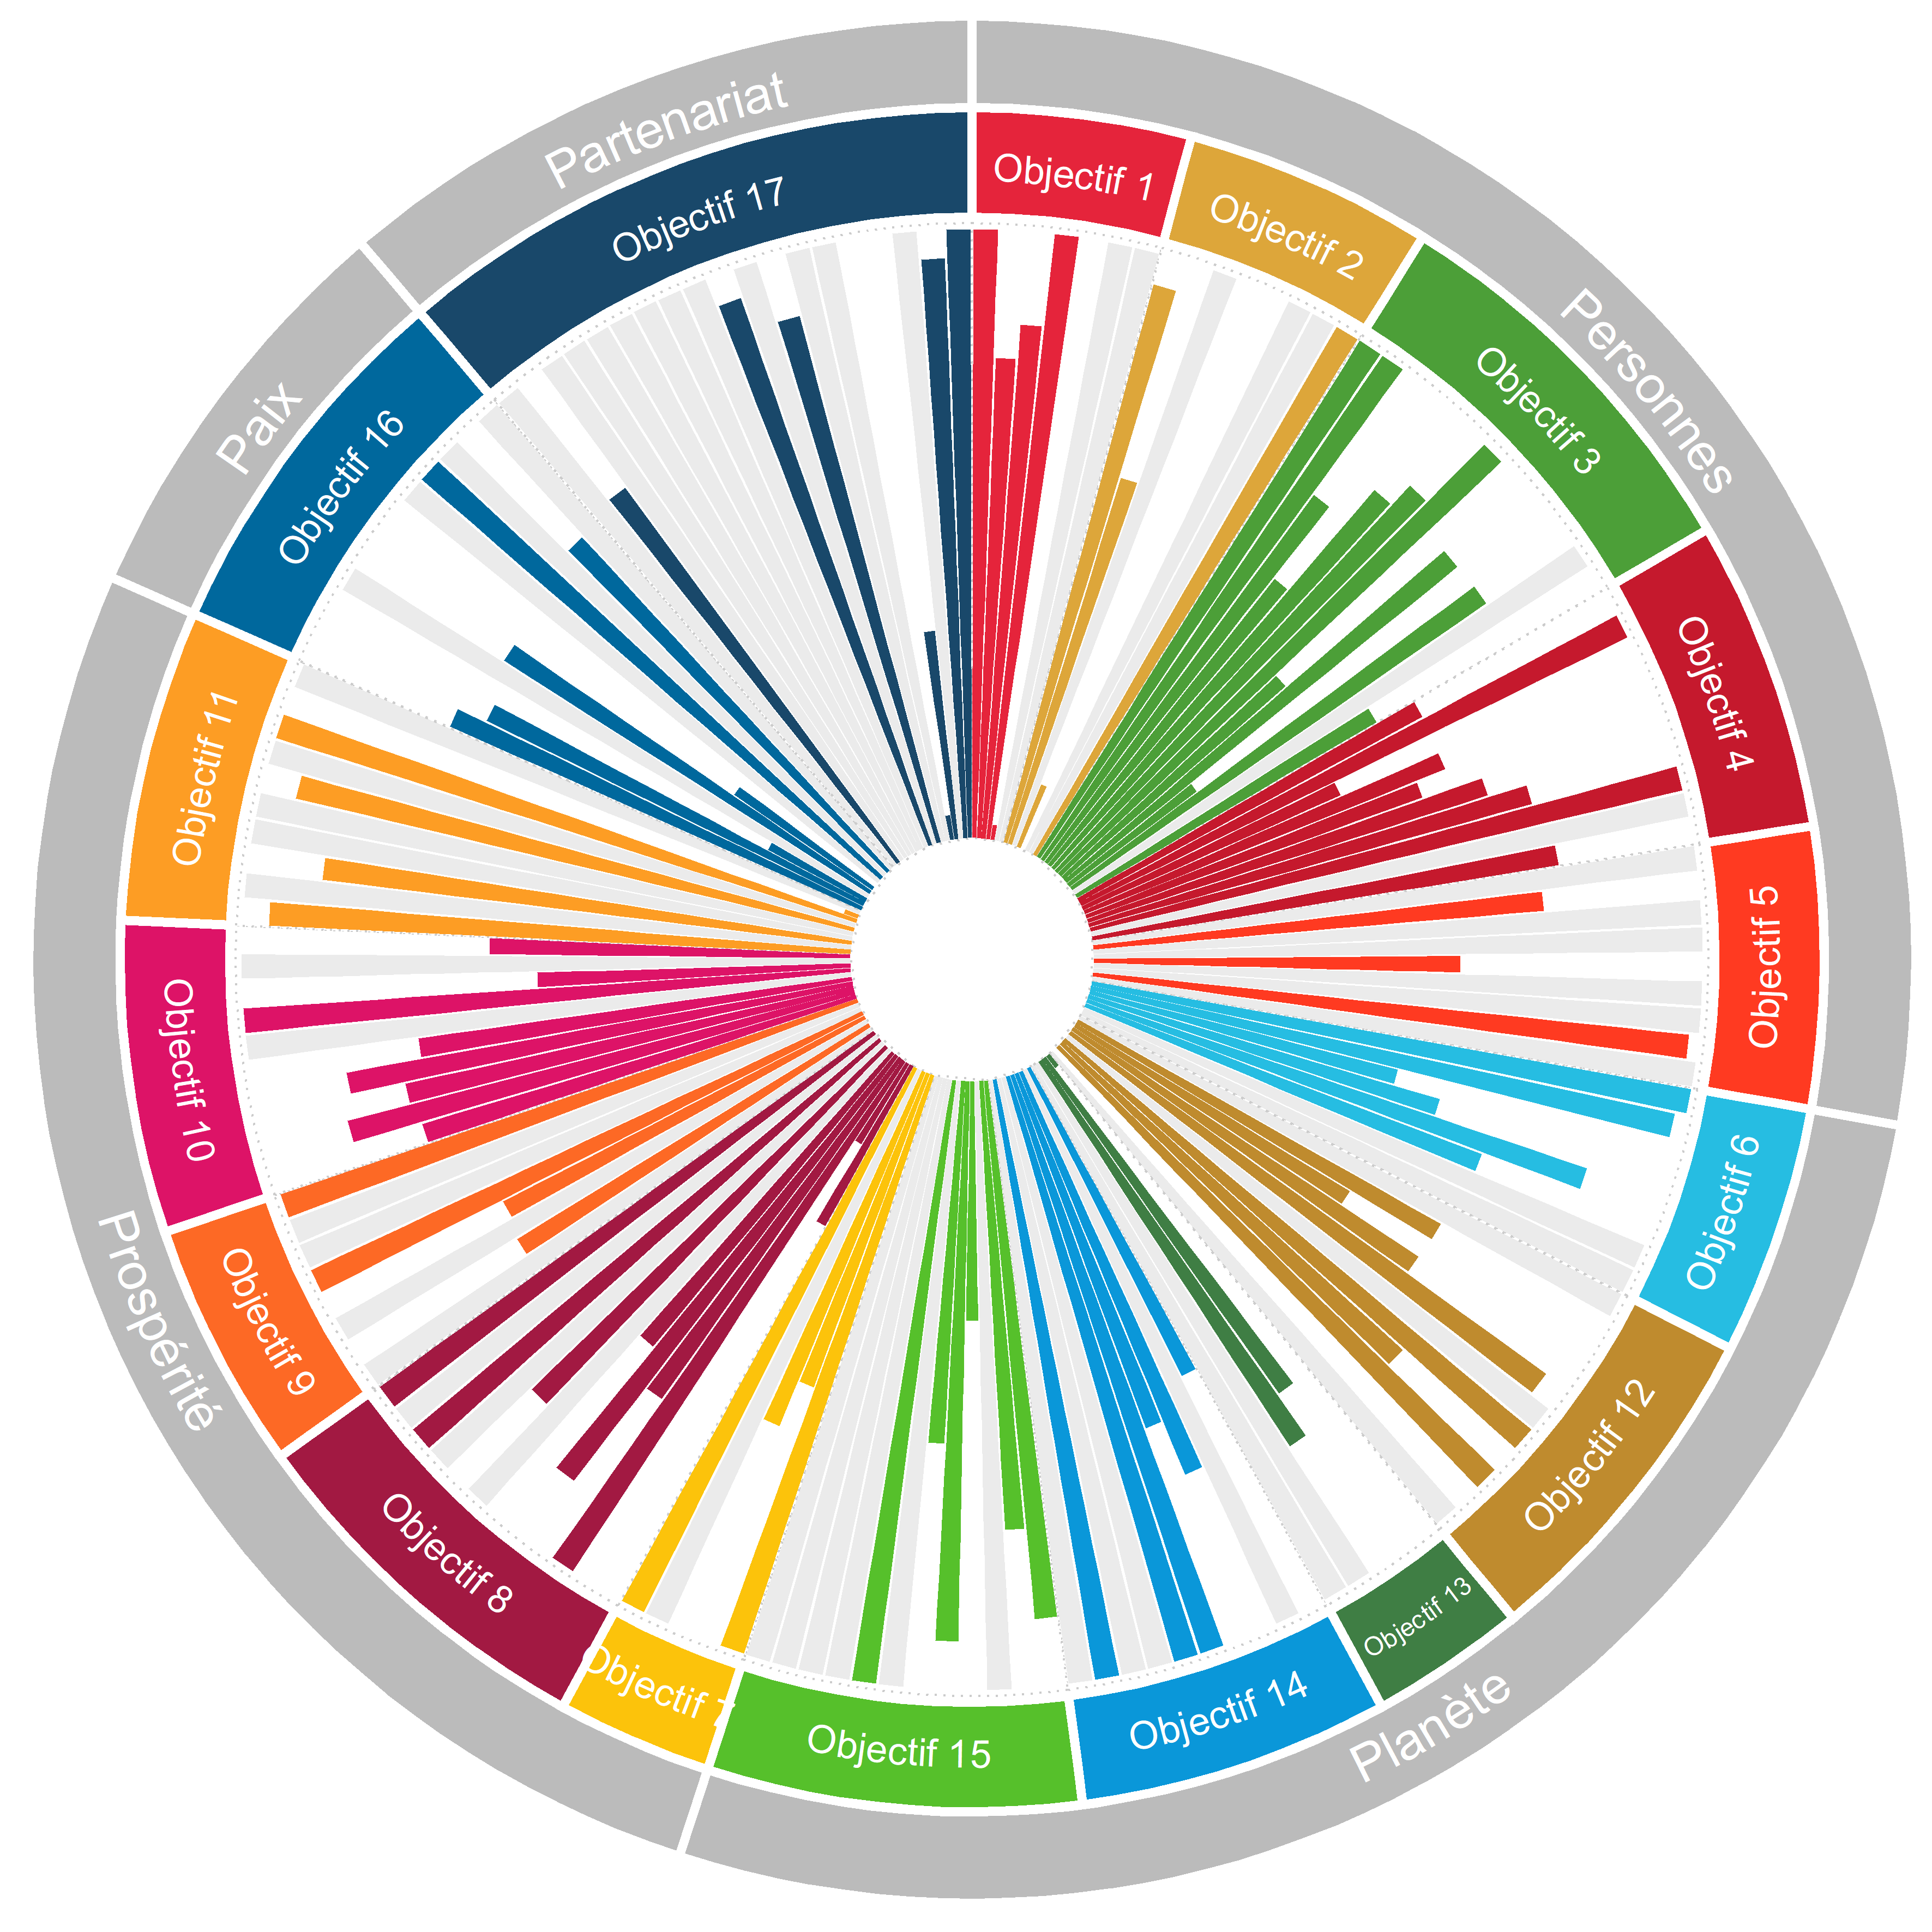 Partenariat
Personnes
Planète
Prospérité
Paix
Objectif 1
Objectif 2
Objectif 3
Objectif 4
Objectif 5
Objectif 6
Objectif 12
Objectif 13
Objectif 14
Objectif 15
Objectif 7
Objectif 8
Objectif 9
Objectif 10
Objectif 11
Objectif 16
Objectif 17